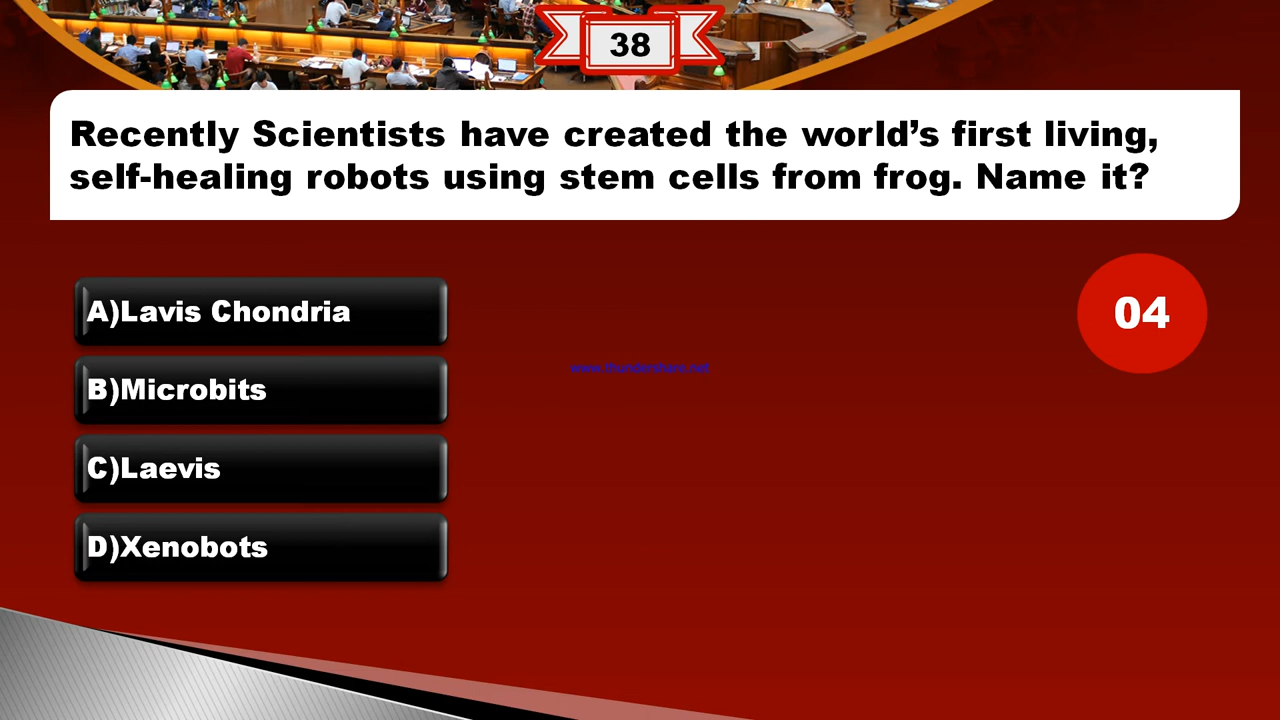 38
Recently Scientists have created the world’s first living,
self-healing robots using stem cells from frog. Name it?
A)Lavis Chondria
04
www.thundershare.net
B)Microbits
C)Laevis
D)Xenobots